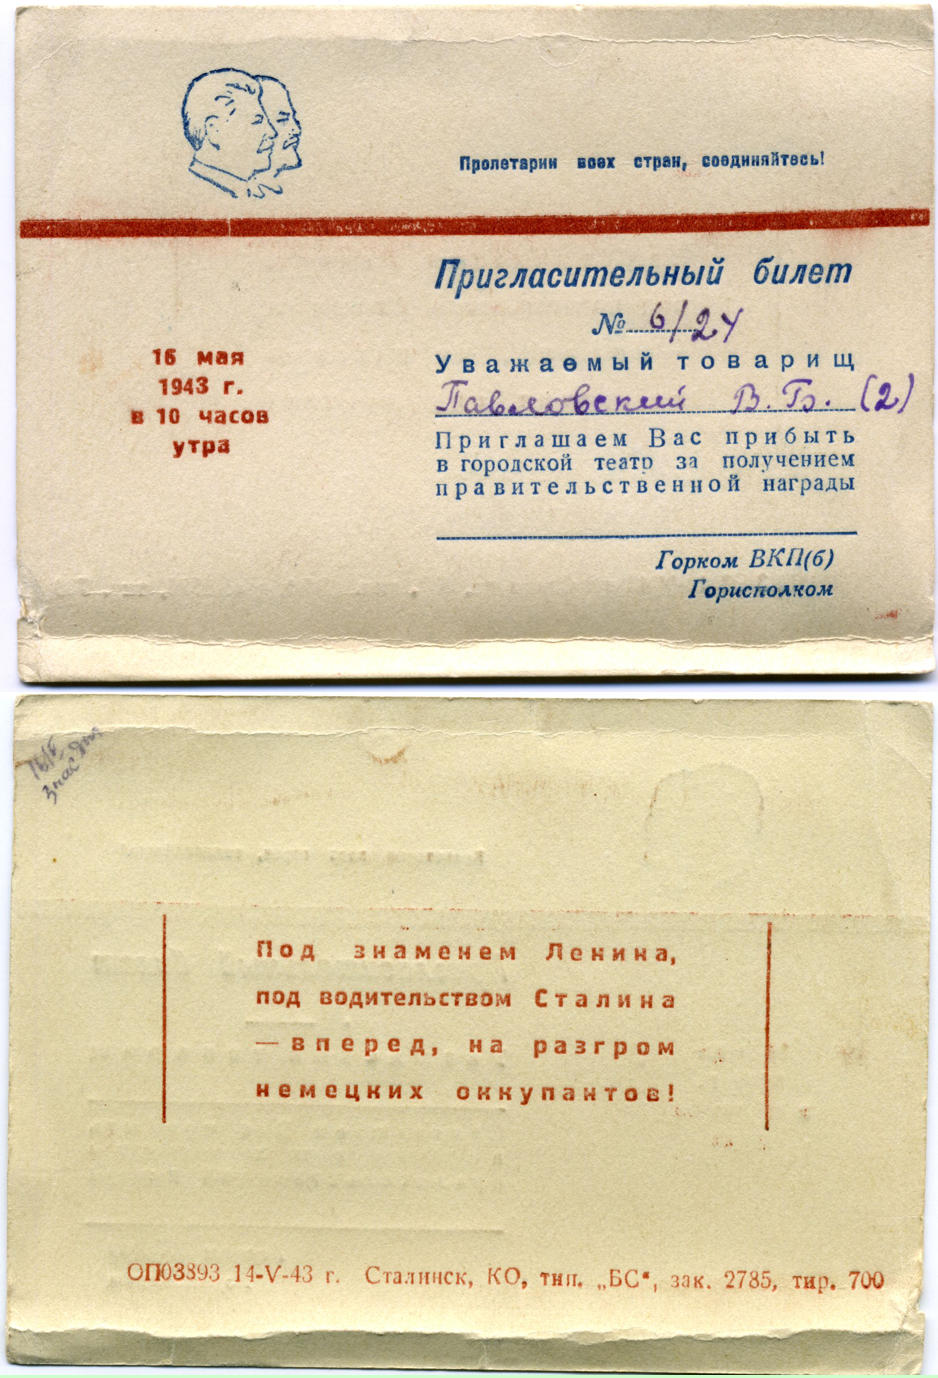 Пролетарии всех стран, соединяйтесь!
Пригласительный билет
№ 6/24
16 мая
1943 г.
в 10 часов
утра
Уважаемый товарищ
Павловский В.Б. (2)
Приглашаем Вас прибыть
в городской театр за получением
правительственной награды
Горком ВКП(б)
Горисполком
Под знаменем Ленина,
под водительством Сталина
— вперед, на разгром
немецких оккупантов!
ОП03893 14-V-43 г. Сталинск, КО, тип. „БС“, зак. 2785, тир. 700